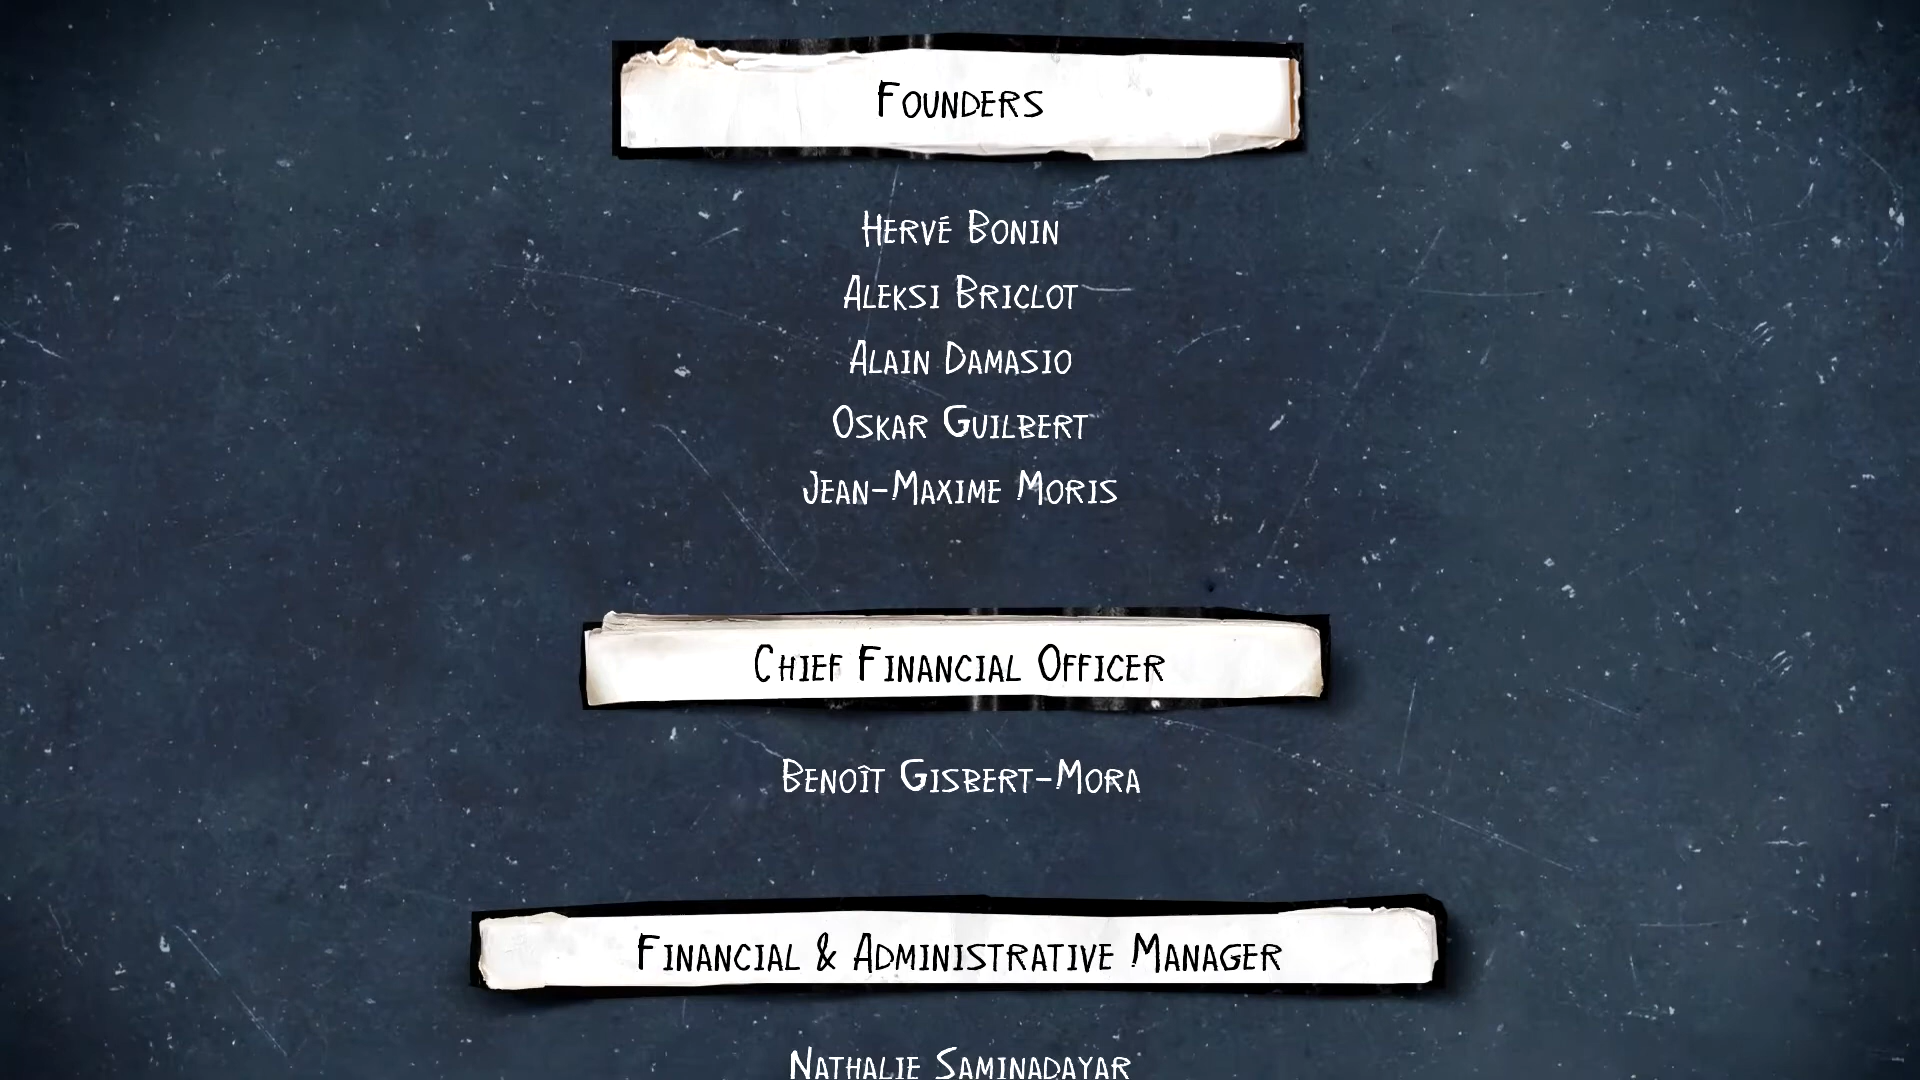 Founders
Hervé Bonin
Aleksi Briclot
Alain Damasio
Oskar Guilbert
Jean-Maxime Moris
Chief Financial Officer
Benoît Gisbert-Mora
Financial & Administrative Manager
Nathalie Saminadayar